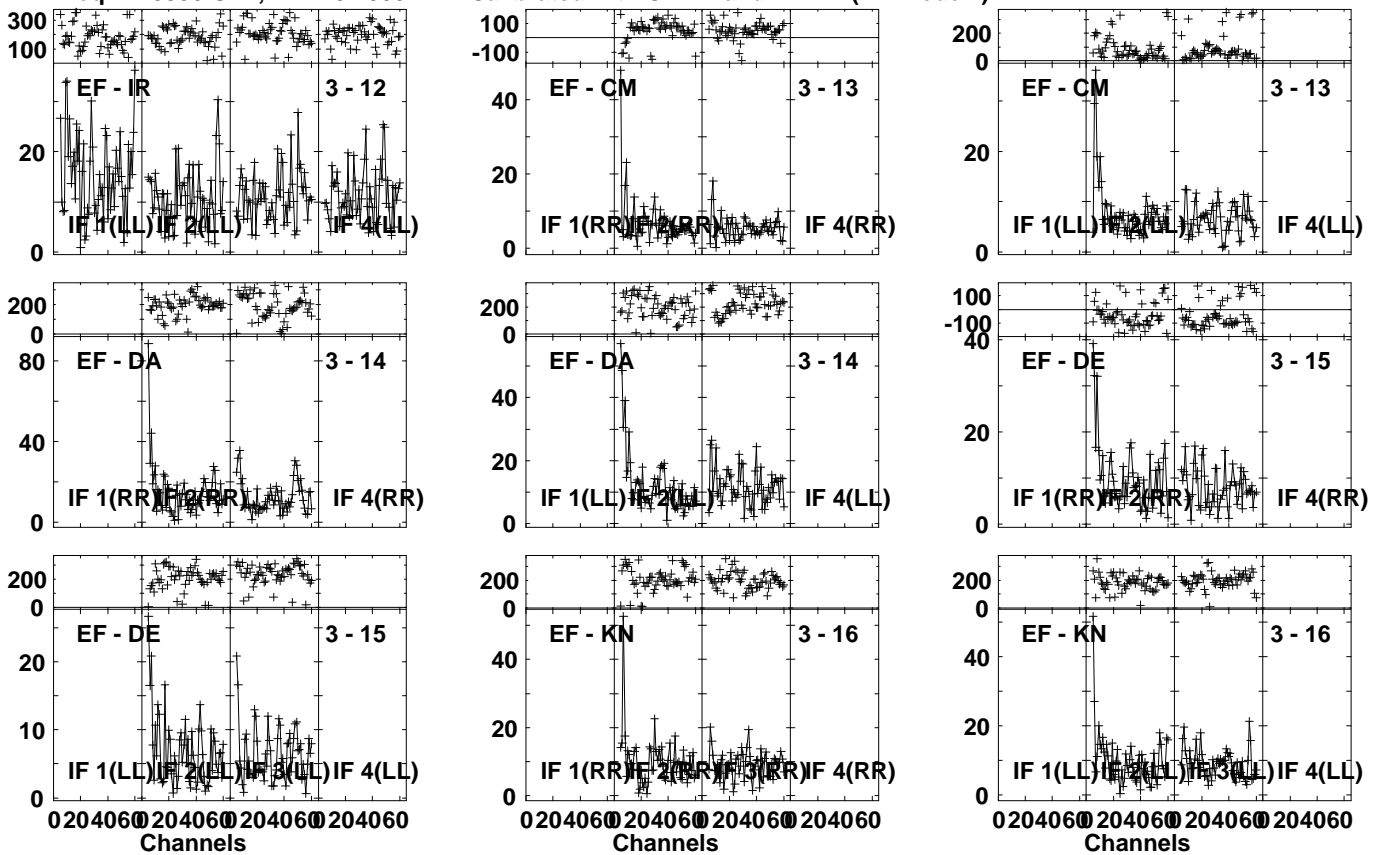 300
100
100
-100
200
0
EF - IR 3 - 12
EF - CM 3 - 13
EF - CM 3 - 13
20
0
40
20
0
20
0
IF 1(LL) IF 2(LL) IF 4(LL)
IF 1(RR) IF 2(RR) IF 4(RR)
IF 1(LL) IF 2(LL) IF 4(LL)
200
0
200
0
100
-100
EF - DA 3 - 14
EF - DA 3 - 14
EF - DE 3 - 15
80
40
0
40
20
0
40
20
0
IF 1(RR) IF 2(RR) IF 4(RR)
IF 1(LL) IF 2(LL) IF 4(LL)
IF 1(RR) IF 2(RR) IF 4(RR)
200
0
200
0
200
0
EF - DE 3 - 15
EF - KN 3 - 16
EF - KN 3 - 16
20
10
0
40
20
0
40
20
0
IF 1(LL) IF 2(LL) IF 3(LL) IF 4(LL)
IF 1(RR) IF 2(RR) IF 3(RR) IF 4(RR)
IF 1(LL) IF 2(LL) IF 3(LL) IF 4(LL)
0 20 40 60 0 20 40 60 0 20 40 60 0 20 40 60
0 20 40 60 0 20 40 60 0 20 40 60 0 20 40 60
0 20 40 60 0 20 40 60 0 20 40 60 0 20 40 60
Channels
Channels
Channels